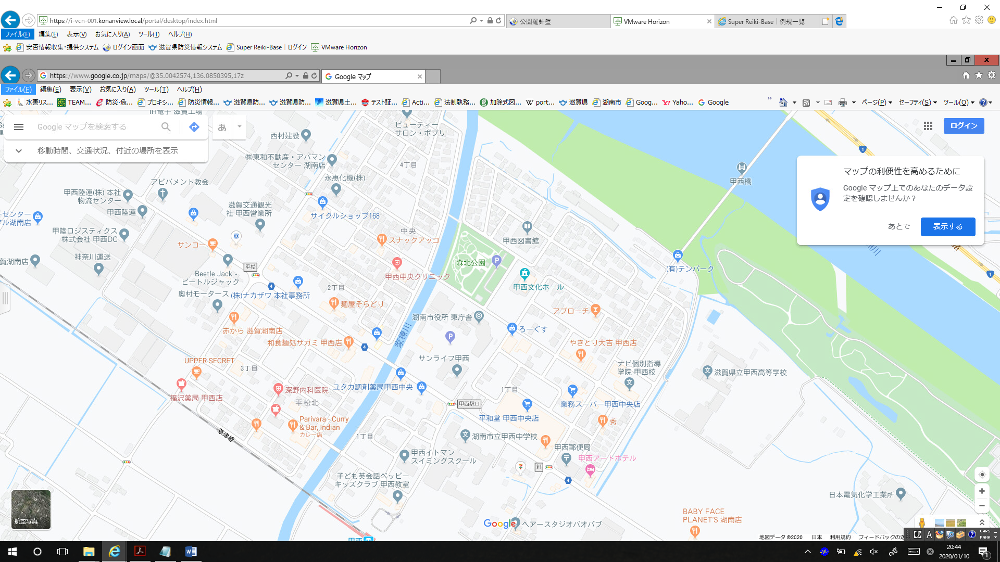 https://i-vcn-001.konanview.local/portal/desktop/index.html
公開羅針盤
VMware Horizon
Super Reiki-Base｜例規一覧
ファイル(F) 編集(E) 表示(V) お気に入り(A) ツール(T) ヘルプ(H)
安否情報収集・提供システム ログイン画面 滋賀県防災情報システム Super Reiki-Base｜ログイン VMware Horizon
https://www.google.co.jp/maps/@35.0042574,136.0850395,17z
Google マップ
ファイル(F) 編集(E) 表示(V) お気に入り(A) ツール(T) ヘルプ(H)
水害リス... TEAM... 防災・危... プロキシ... 防災情報... 滋賀県防... 滋賀県防... 滋賀県土... テスト証... Acti... 法制執務... 加除式図... port... 滋賀県 湖南市 Goog... Yaho... Google
ページ(P) セーフティ(S) ツール(O)
Google マップを検索する
あ
移動時間、交通状況、付近の場所を表示
ログイン
マップの利便性を高めるために
Google マップ上でのあなたのデータ設
定を確認しませんか？
あとで
表示する
ビューティー
サロン・ポプリ
西村建設
㈱東和不動産・アパマン
センター 湖南店
4丁目
永恵化機(株)
アビバメント教会
甲西陸運(株) 本社
物流センター
甲西陸運
滋賀交通観光
社 甲西営業所
サイクルショップ168
甲西橋
ーセンター
アル湖南店
甲陸ロジスティクス
株式会社 甲西DC
サンコー
中央
スナックアッコ
甲西図書館
神奈川運送
賀湖南店
平松
Beetle Jack -
ビートルジャック
甲西中央クリニック
森北公園
P
(有)テンパーク
1
1
4
甲西文化ホール
2丁目
奥村モータース
(株)ナカザワ 本社事務所
麺屋そらどり
湖南市役所 東庁舎
アプローチ
赤から 滋賀湖南店
家棟川
P
ろーぐす
和食麺処サガミ 甲西店
4
やきとり大吉 甲西店
UPPER SECRET
サンライフ甲西
ナビ個別指導
学院 甲西校
3丁目
滋賀県立甲西高等学校
福沢薬局 甲西店
深野内科医院
ユタカ調剤薬局甲西中央
1丁目
平松北
甲西駅口
業務スーパー甲西中央店
平和堂 甲西中央店
Parivara - Curry
& Bar, Indian
カレー店
秀
草津線
1丁目
湖南市立甲西中学校
甲西郵便局
甲西イトマン
スイミングスクール
甲西アートホテル
針
4
子ども英会話ペッピー
キッズクラブ 甲西教室
日本電気化学工業所
BABY FACE
PLANET'S 湖南店
航空写真
Google
ヘアースタジオバオバブ
甲西
地図データ ©2020 日本 利用規約
A
CAPS
KANA
20:44
2020/01/10
1